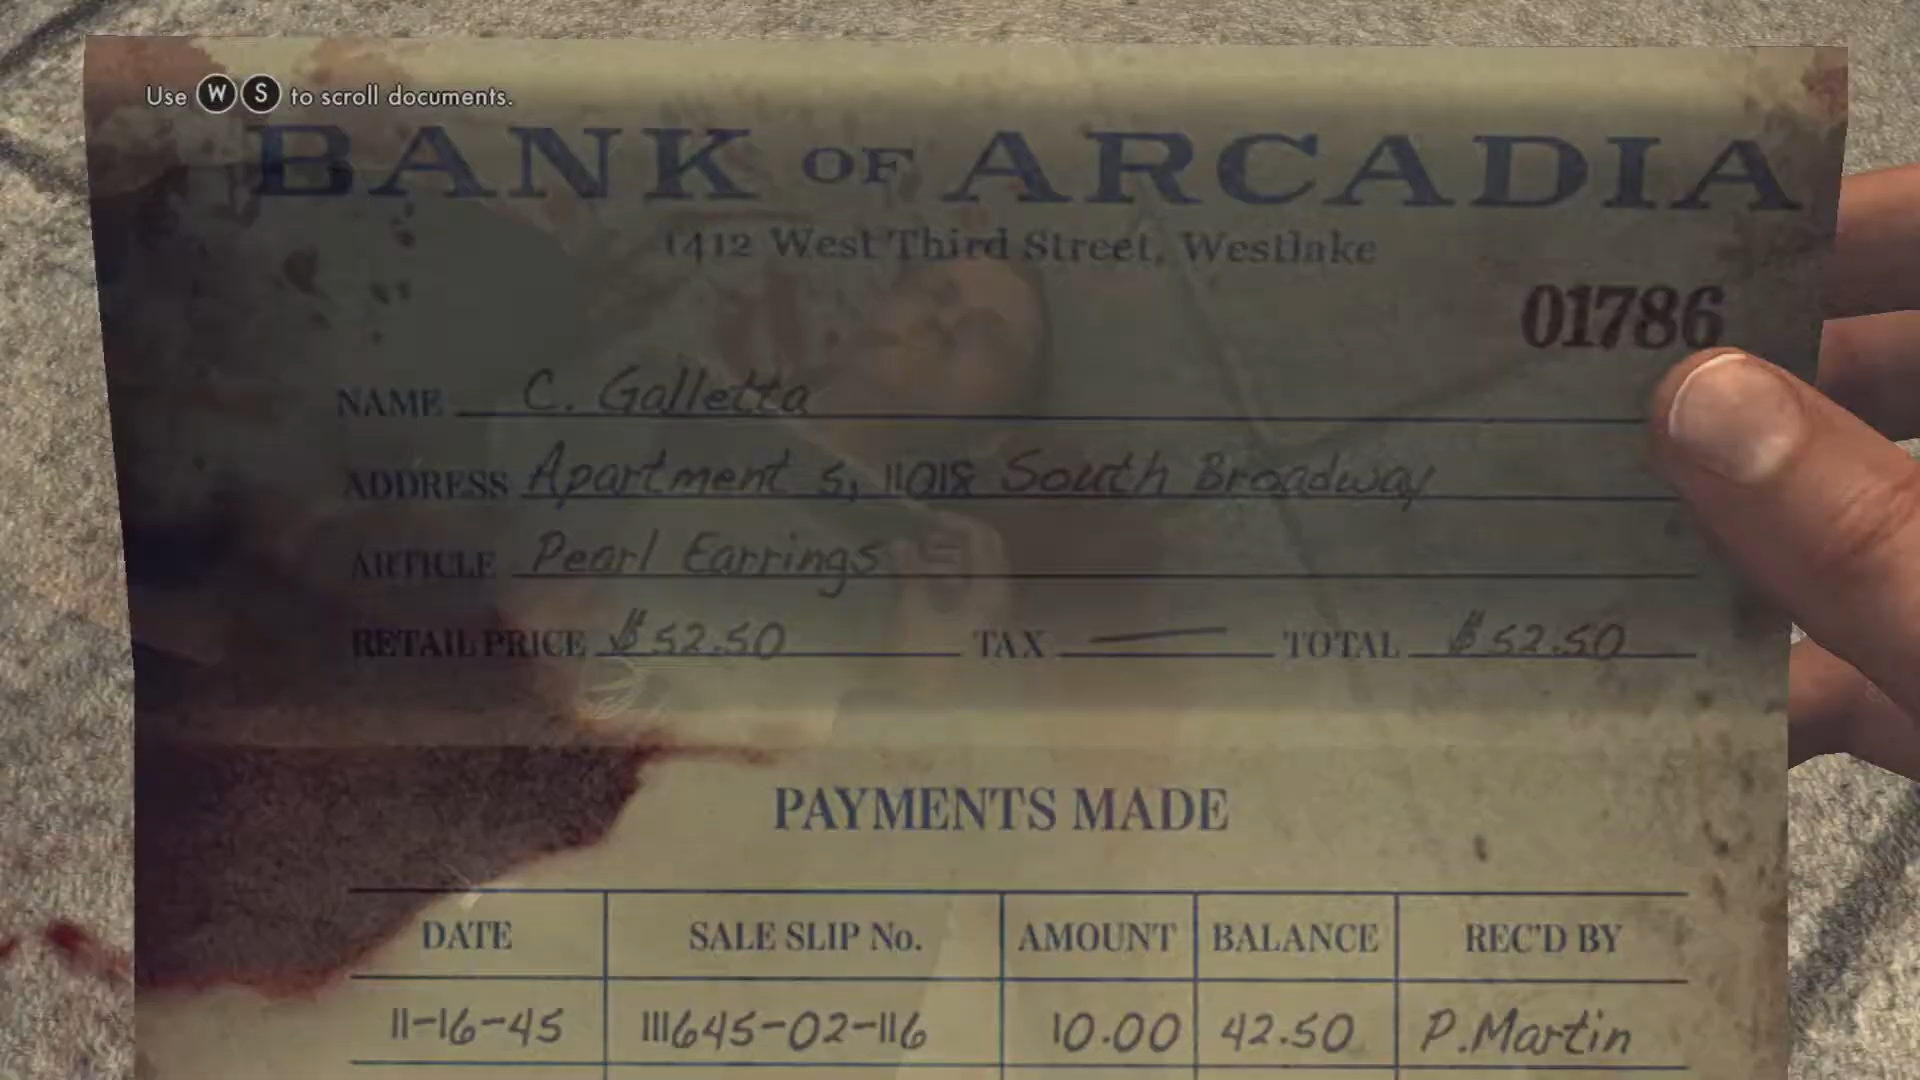 Use W S to scroll documents.
BANK OF ARCADIA
1412 West Third Street, Westlake
01786
NAME C. Galletta
ADDRESS Apartment 5, 11018 South Broadway
ARTICLE Pearl Earrings
RETAIL PRICE $52.50 TAX — TOTAL $52.50
PAYMENTS MADE
DATE SALE SLIP No. AMOUNT BALANCE REC'D BY
11-16-45 111645-02-116 10.00 42.50 P.Martin